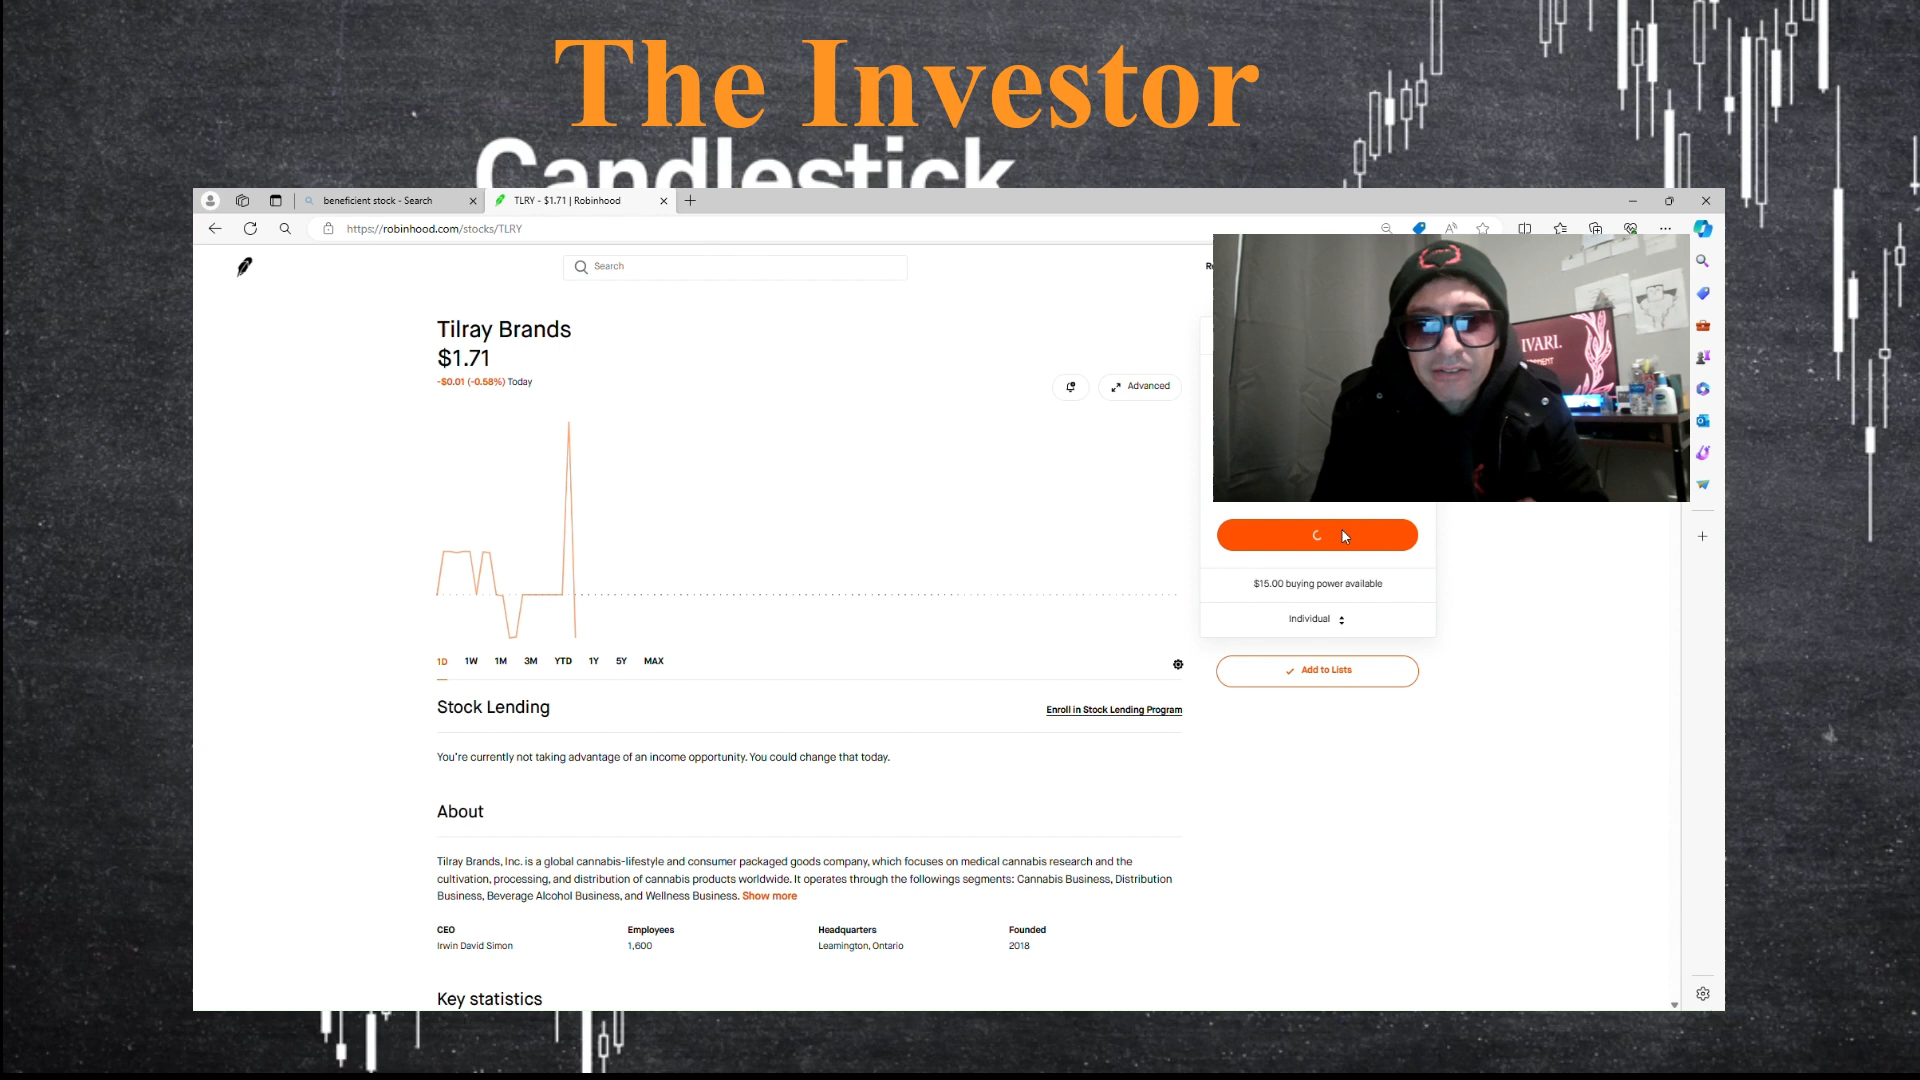 The Investor
Candlestick
beneficient stock - Search
TLRY - $1.71 | Robinhood
https://robinhood.com/stocks/TLRY
Search
Tilray Brands
$1.71
-$0.01 (-0.58%) Today
Advanced
IVARI.
$15.00 buying power available
Individual
1D 1W 1M 3M YTD 1Y 5Y MAX
Add to Lists
Stock Lending
Enroll in Stock Lending Program
You're currently not taking advantage of an income opportunity. You could change that today.
About
Tilray Brands, Inc. is a global cannabis-lifestyle and consumer packaged goods company, which focuses on medical cannabis research and the
cultivation, processing, and distribution of cannabis products worldwide. It operates through the followings segments: Cannabis Business, Distribution
Business, Beverage Alcohol Business, and Wellness Business. Show more
CEO Employees Headquarters Founded
Irwin David Simon 1,600 Leamington, Ontario 2018
Key statistics